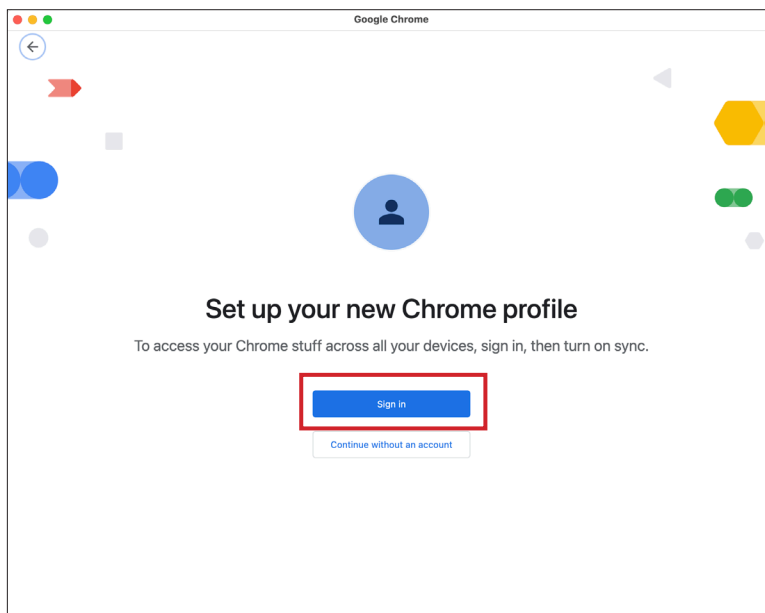 Google Chrome
Set up your new Chrome profile
To access your Chrome stuff across all your devices, sign in, then turn on sync.
Sign in
Continue without an account